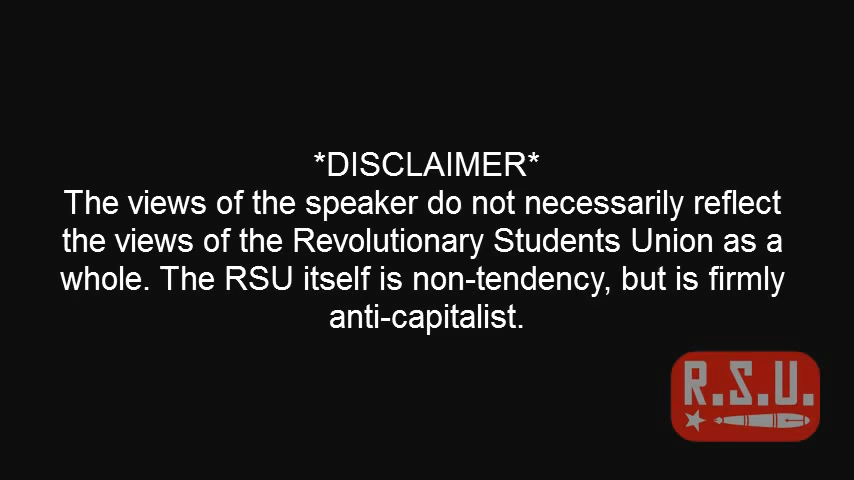 *DISCLAIMER*
The views of the speaker do not necessarily reflect
the views of the Revolutionary Students Union as a
whole. The RSU itself is non-tendency, but is firmly
anti-capitalist.
R.S.U.